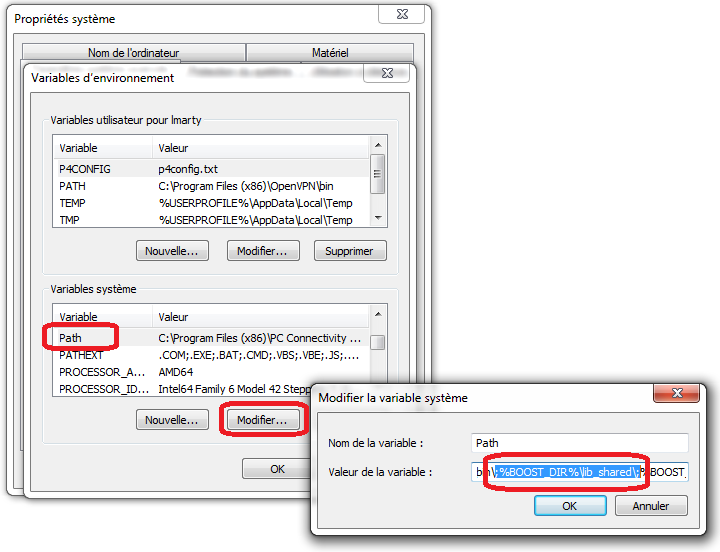 Propriétés système
Nom de l'ordinateur Matériel
Variables d'environnement
Variables utilisateur pour lmarty
Variable Valeur
P4CONFIG p4config.txt
PATH C:\Program Files (x86)\OpenVPN\bin
TEMP %USERPROFILE%\AppData\Local\Temp
TMP %USERPROFILE%\AppData\Local\Temp
Nouvelle... Modifier... Supprimer
Variables système
Variable Valeur
Path C:\Program Files (x86)\PC Connectivity ...
PATHEXT .COM;.EXE;.BAT;.CMD;.VBS;.VBE;.JS;....
PROCESSOR_A... AMD64
PROCESSOR_ID... Intel64 Family 6 Model 42
Nouvelle... Modifier...
OK
Modifier la variable système
Nom de la variable : Path
Valeur de la variable : bin\;%BOOST_DIR%\lib_shared\;%BOOST_
OK Annuler